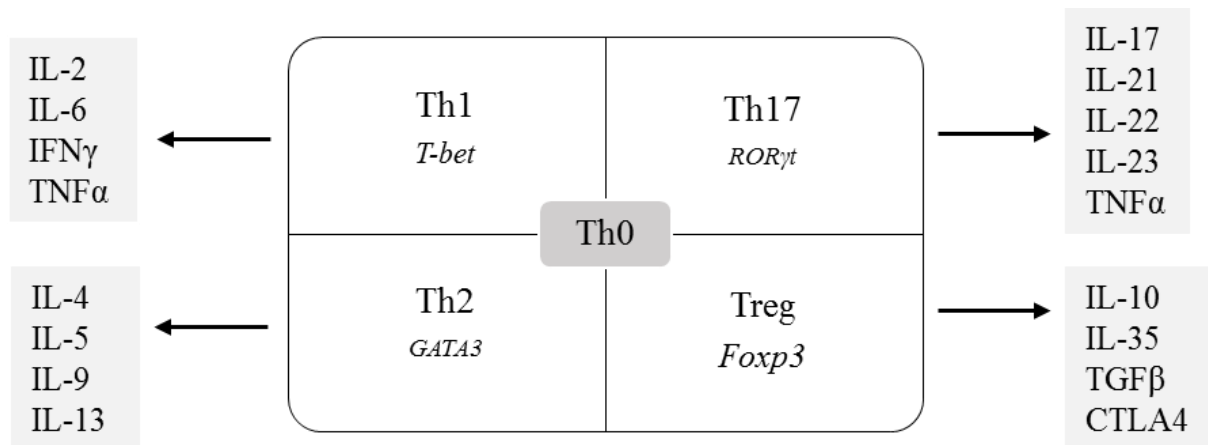 IL-2
IL-6
IFNγ
TNFα
Th1
T-bet
Th17
RORγt
IL-17
IL-21
IL-22
IL-23
TNFα
Th0
IL-4
IL-5
IL-9
IL-13
Th2
GATA3
Treg
Foxp3
IL-10
IL-35
TGFβ
CTLA4